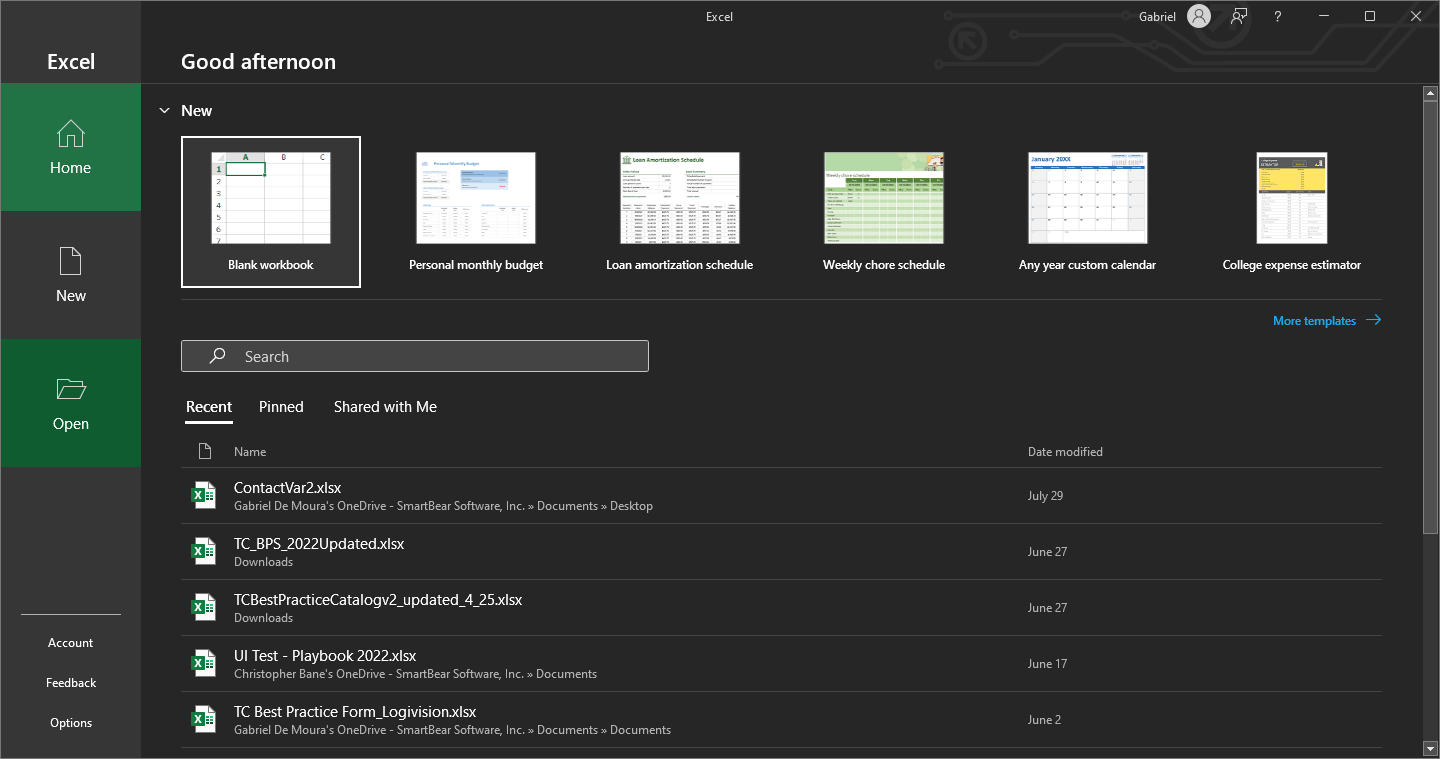 Excel
Gabriel
?
Excel
Good afternoon
Home
New
Open
Account
Feedback
Options
New
A B C
1
2
3
4
5
6
7
Blank workbook
Personal Monthly Budget
Personal monthly budget
Loan Amortization Schedule
Loan amortization schedule
Weekly chore schedule
Weekly chore schedule
January 20XX
Any year custom calendar
College expense estimator
More templates
Search
Recent Pinned Shared with Me
Name Date modified
ContactVar2.xlsx
Gabriel De Moura's OneDrive - SmartBear Software, Inc. » Documents » Desktop
July 29
TC_BPS_2022Updated.xlsx
Downloads
June 27
TCBestPracticeCatalogv2_updated_4_25.xlsx
Downloads
June 27
UI Test - Playbook 2022.xlsx
Christopher Bane's OneDrive - SmartBear Software, Inc. » Documents
June 17
TC Best Practice Form_Logivision.xlsx
Gabriel De Moura's OneDrive - SmartBear Software, Inc. » Documents » Documents
June 2